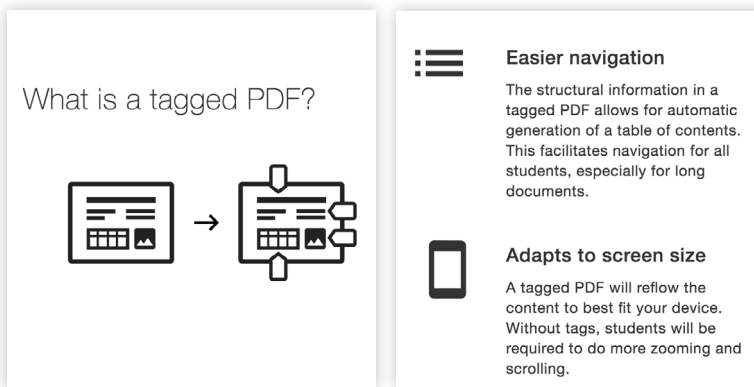 What is a tagged PDF?
Easier navigation
The structural information in a
tagged PDF allows for automatic
generation of a table of contents.
This facilitates navigation for all
students, especially for long
documents.
Adapts to screen size
A tagged PDF will reflow the
content to best fit your device.
Without tags, students will be
required to do more zooming and
scrolling.